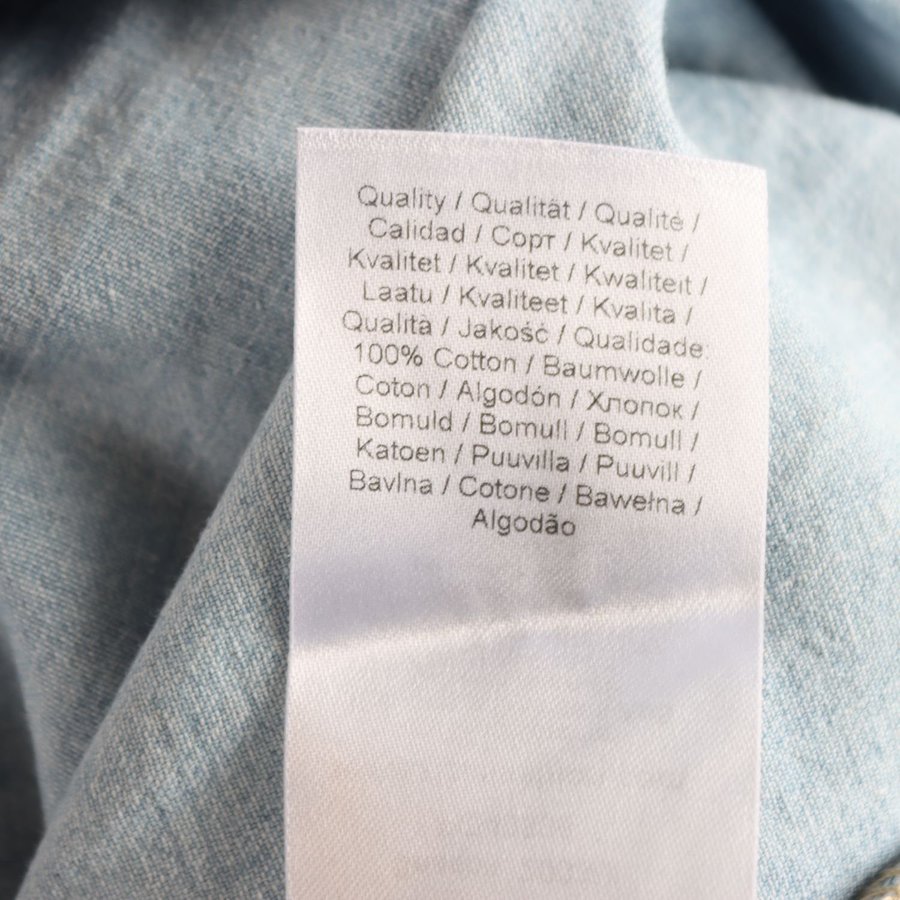 Quality / Qualität / Qualité /
Calidad / Сорт / Kvalitet /
Kvalitet / Kvalitet / Kwaliteit /
Laatu / Kvaliteet / Kvalita /
Qualità / Jakość / Qualidade
100% Cotton / Baumwolle /
Coton / Algodón / Хлопок /
Bomuld / Bomull / Bomull /
Katoen / Puuvilla / Puuvill /
Bavlna / Cotone / Bawełna /
Algodão